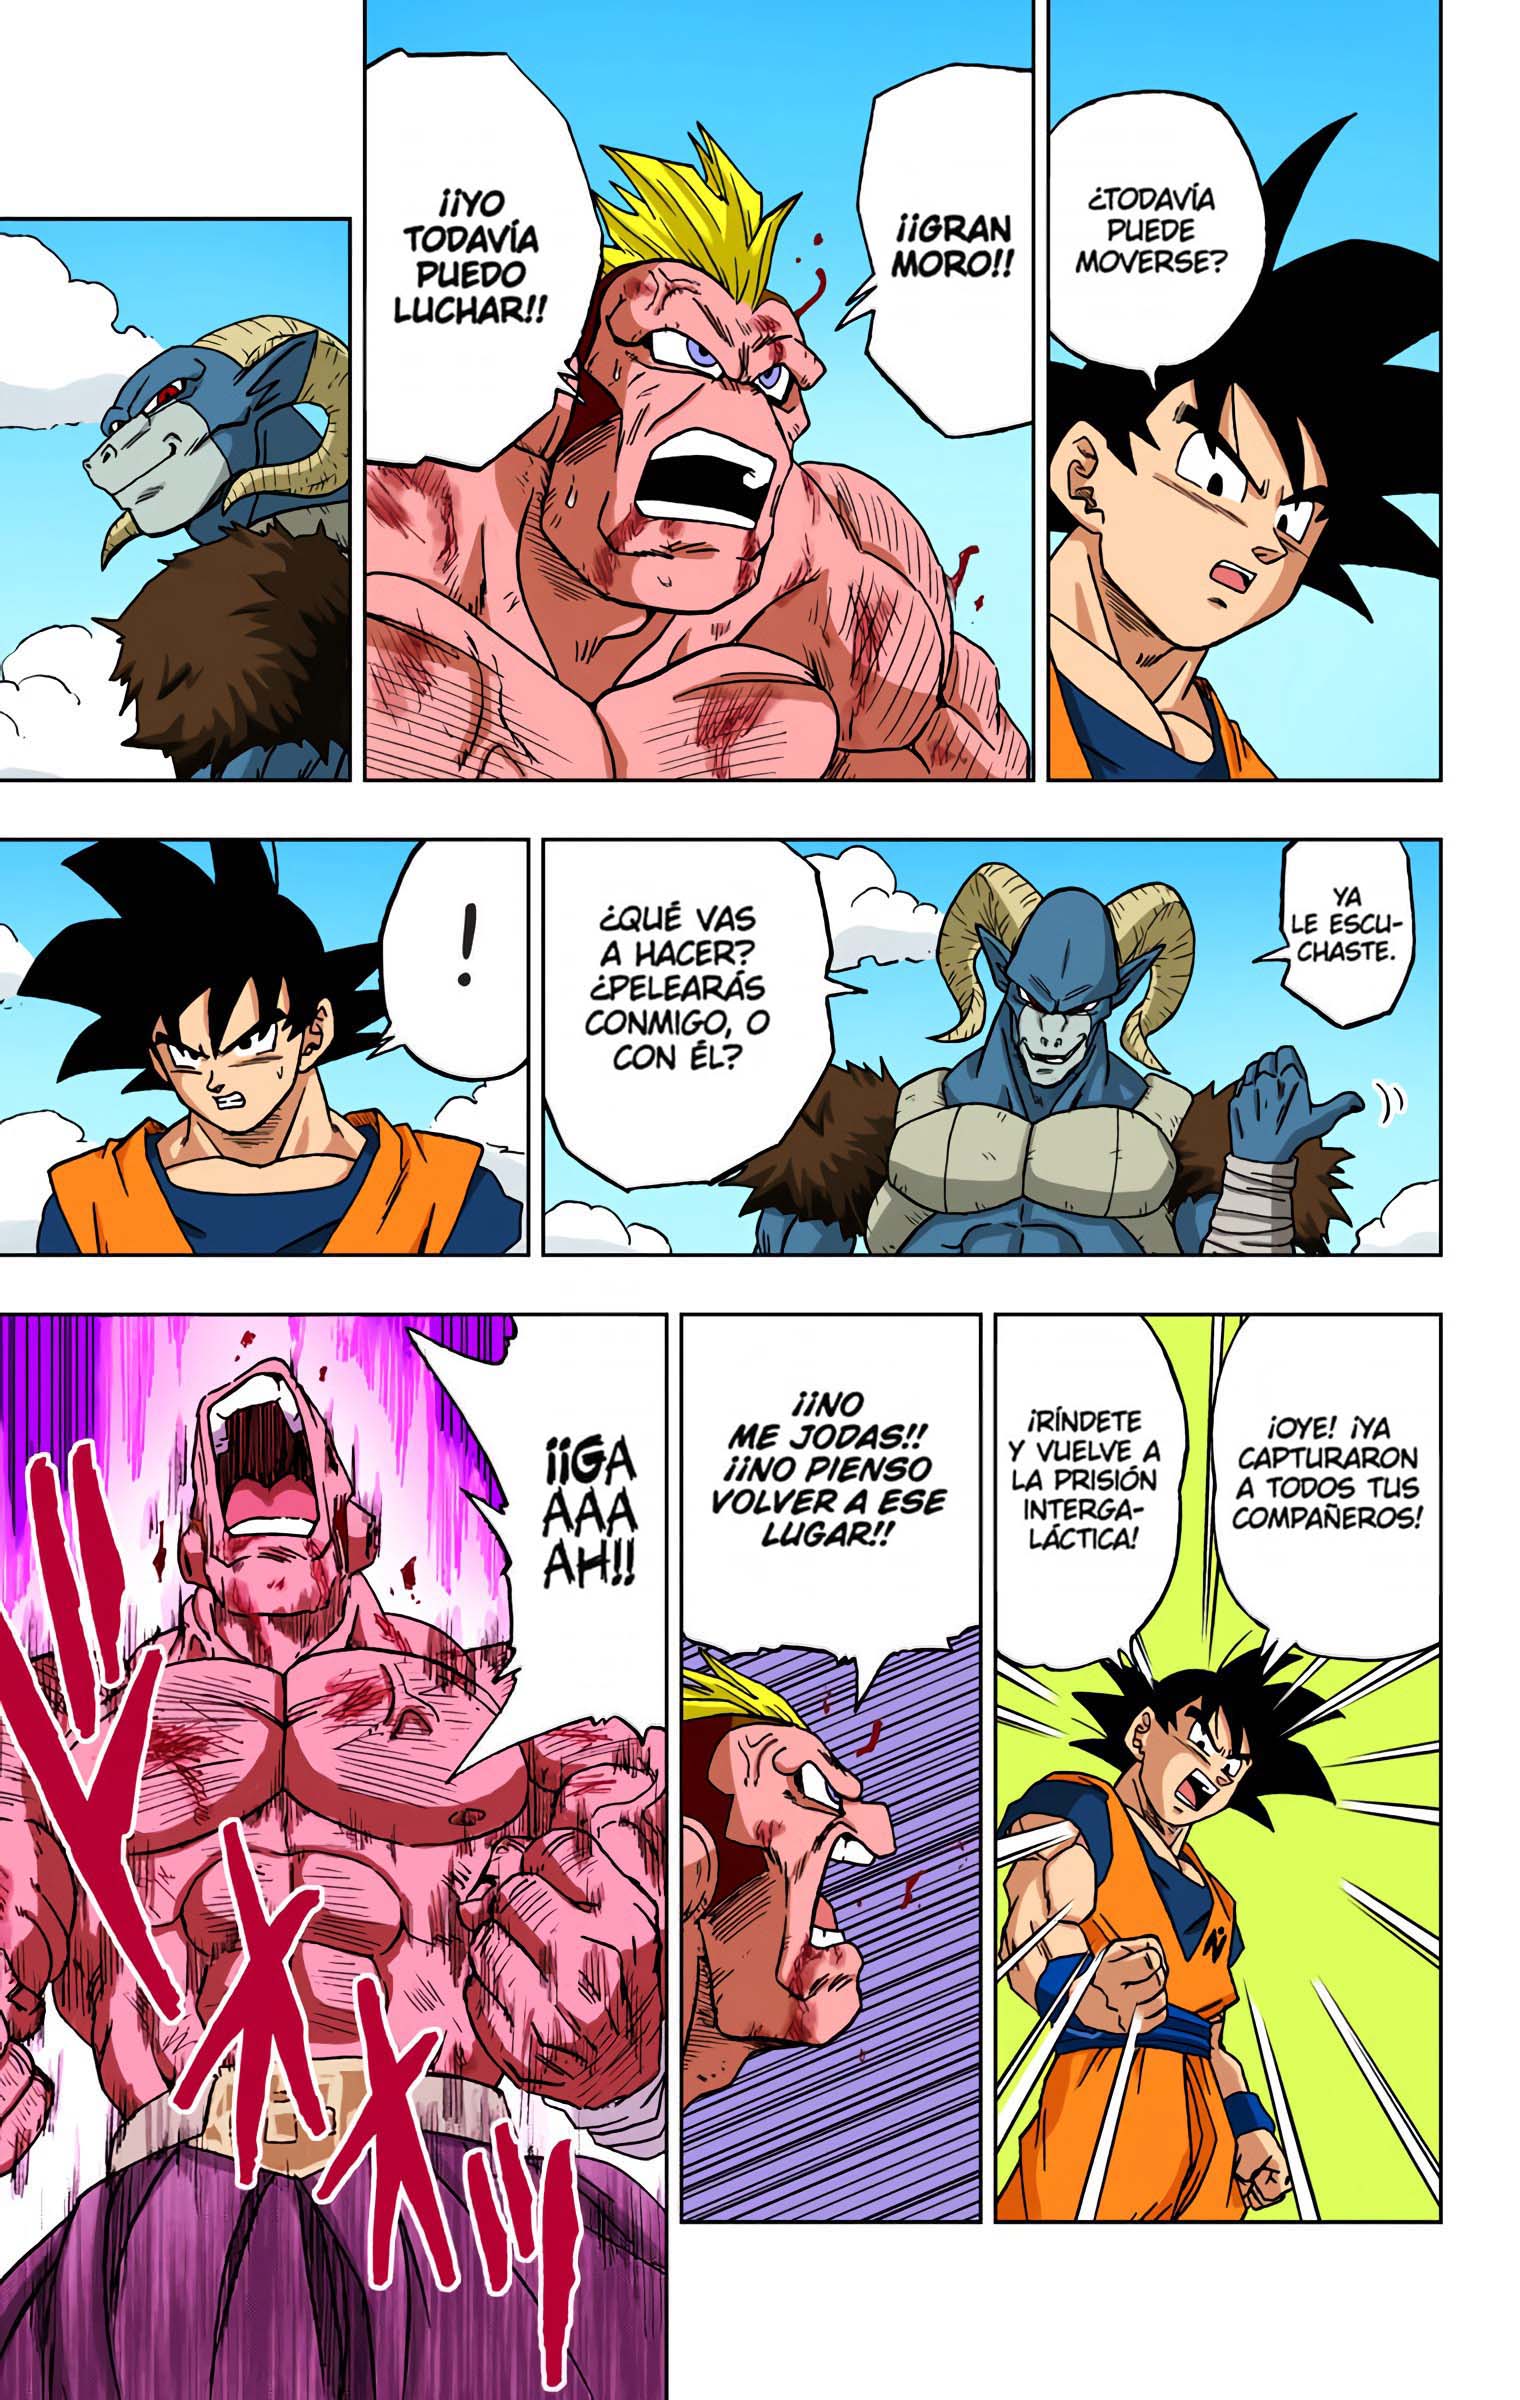 ¿TODAVÍA
PUEDE
MOVERSE?
¡¡GRAN
MORO!!
¡¡YO
TODAVÍA
PUEDO
LUCHAR!!
YA
LE ESCU-
CHASTE.
¿QUÉ VAS
A HACER?
¿PELEARÁS
CONMIGO, O
CON ÉL?
!
¡OYE! ¡YA
CAPTURARON
A TODOS TUS
COMPAÑEROS!
¡RÍNDETE
Y VUELVE A
LA PRISIÓN
INTERGA-
LÁCTICA!
¡¡NO
ME JODAS!!
¡¡NO PIENSO
VOLVER A ESE
LUGAR!!
¡¡GA
AAA
AH!!